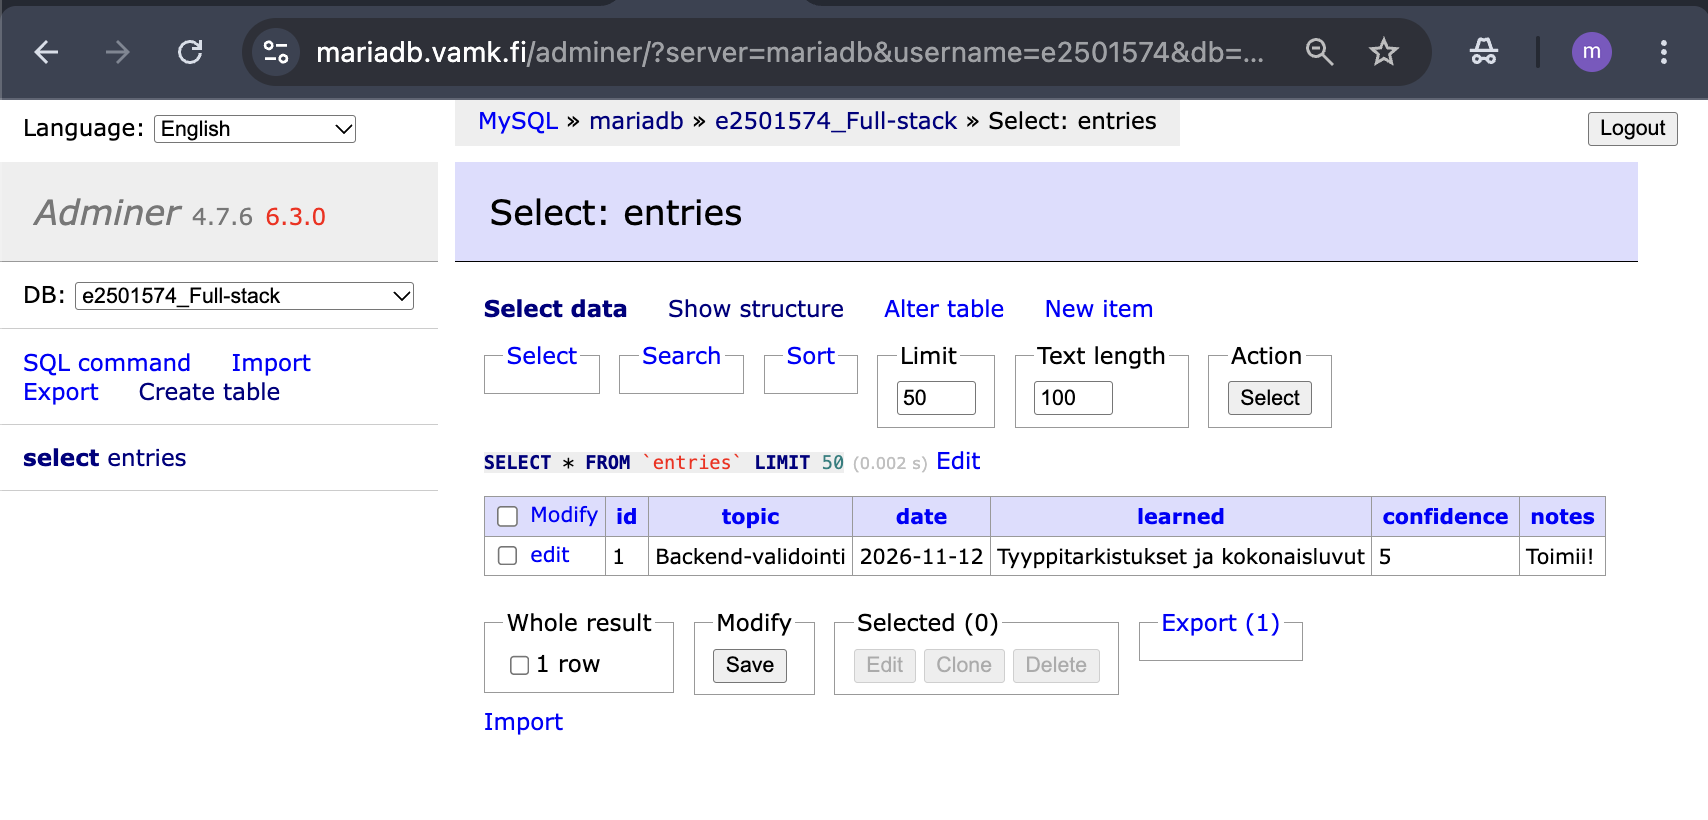 mariadb.vamk.fi/adminer/?server=mariadb&username=e2501574&db=...
m
Language: English
MySQL » mariadb » e2501574_Full-stack » Select: entries
Logout
Adminer 4.7.6 6.3.0
Select: entries
DB: e2501574_Full-stack
SQL command Import
Export Create table
select entries
Select data Show structure Alter table New item
Select Search Sort Limit Text length Action
50 100 Select
SELECT * FROM `entries` LIMIT 50 (0.002 s) Edit
Modify id topic date learned confidence notes
edit 1 Backend-validointi 2026-11-12 Tyyppitarkistukset ja kokonaisluvut 5 Toimii!
Whole result Modify Selected (0) Export (1)
1 row Save Edit Clone Delete
Import